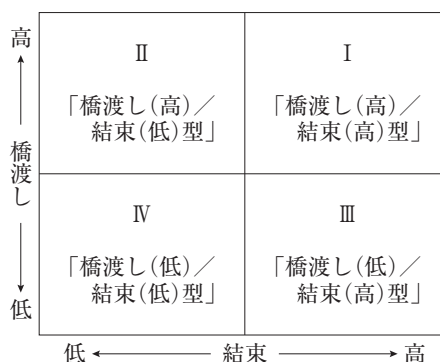 高
橋渡し
低
Ⅱ
「橋渡し(高)／
結束(低)型」
Ⅰ
「橋渡し(高)／
結束(高)型」
Ⅳ
「橋渡し(低)／
結束(低)型」
Ⅲ
「橋渡し(低)／
結束(高)型」
低 結束 高